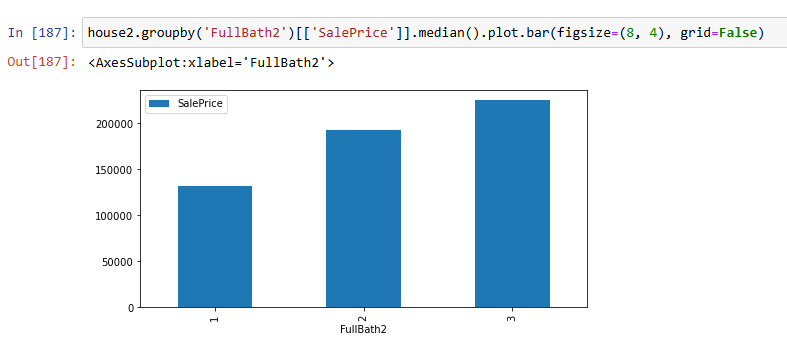 In [187]: house2.groupby('FullBath2')[['SalePrice']].median().plot.bar(figsize=(8, 4), grid=False)
Out[187]: <AxesSubplot:xlabel='FullBath2'>
SalePrice
200000
150000
100000
50000
0
1 2 3
FullBath2